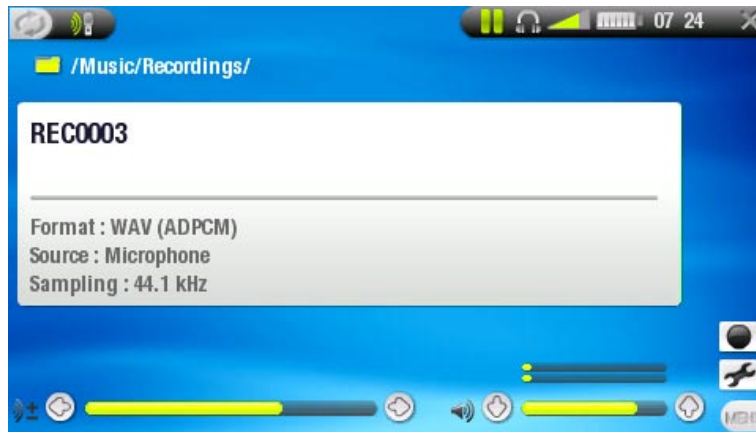 07 24
/Music/Recordings/
REC0003
Format : WAV (ADPCM)
Source : Microphone
Sampling : 44.1 kHz